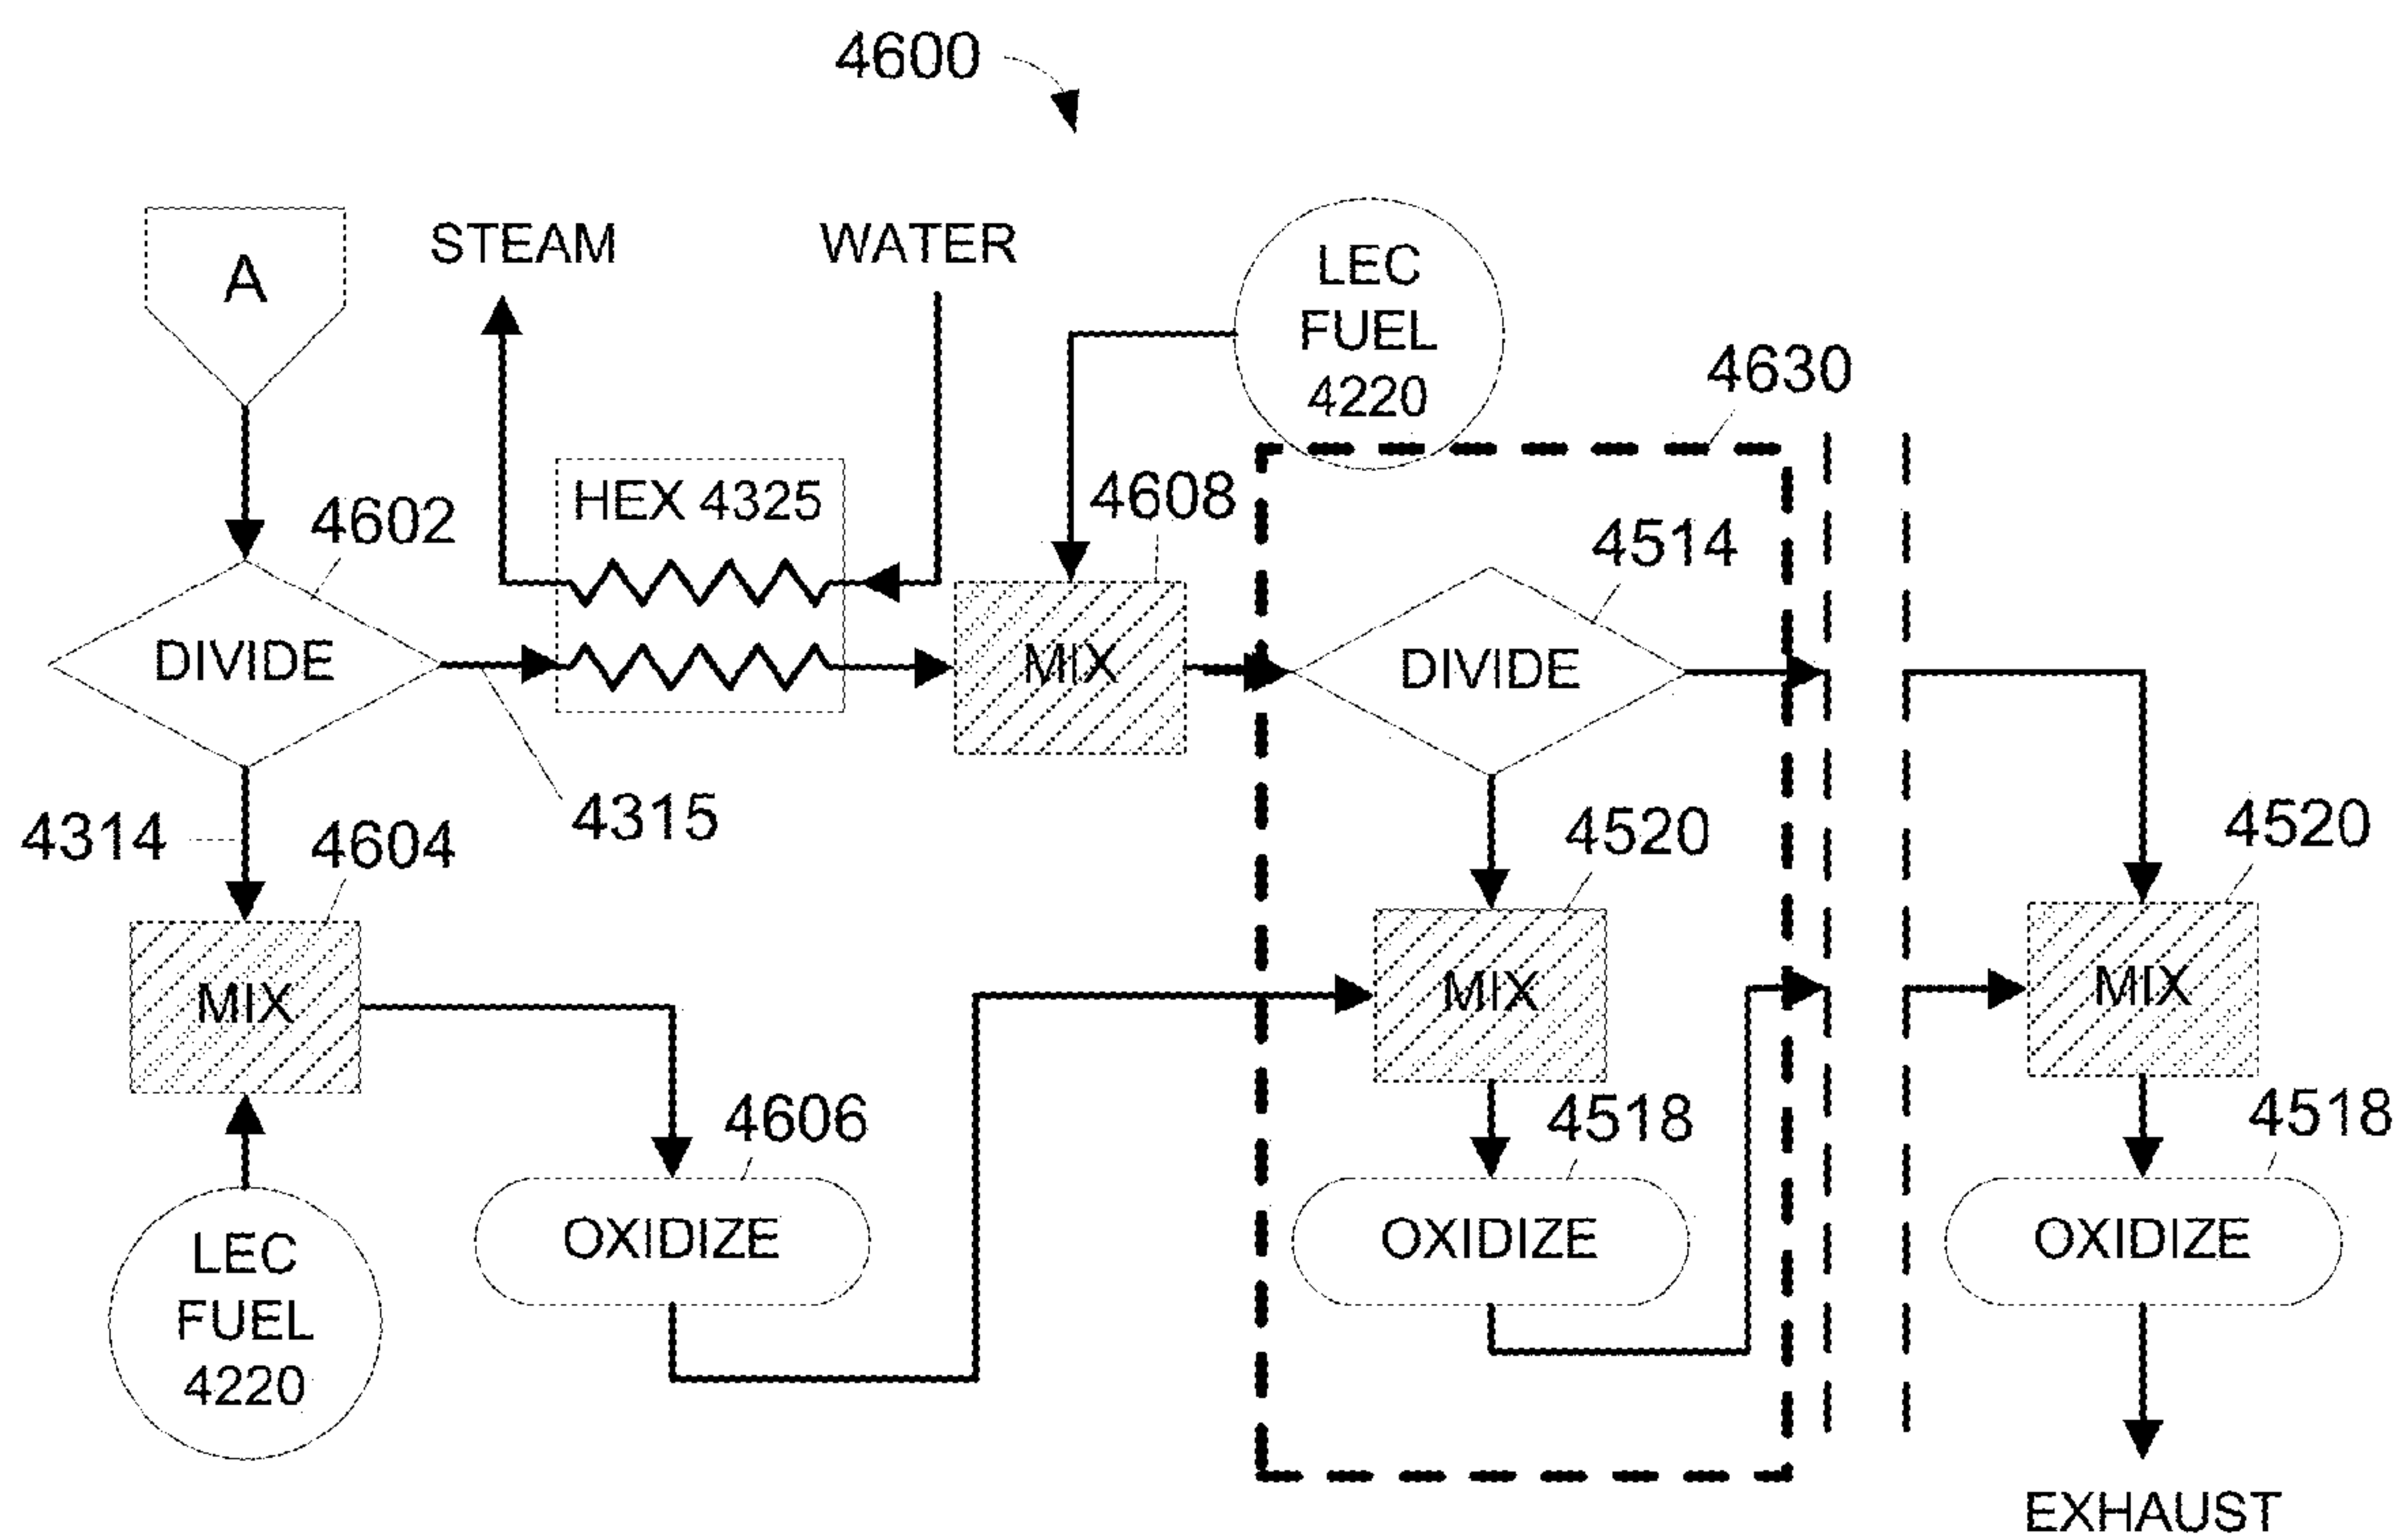 4600
A
STEAM
WATER
LEC
FUEL
4220
4630
4602
HEX 4325
4608
4514
DIVIDE
MIX
DIVIDE
4314
4604
4315
4520
4520
MIX
MIX
MIX
4606
4518
4518
LEC
FUEL
4220
OXIDIZE
OXIDIZE
OXIDIZE
EXHAUST